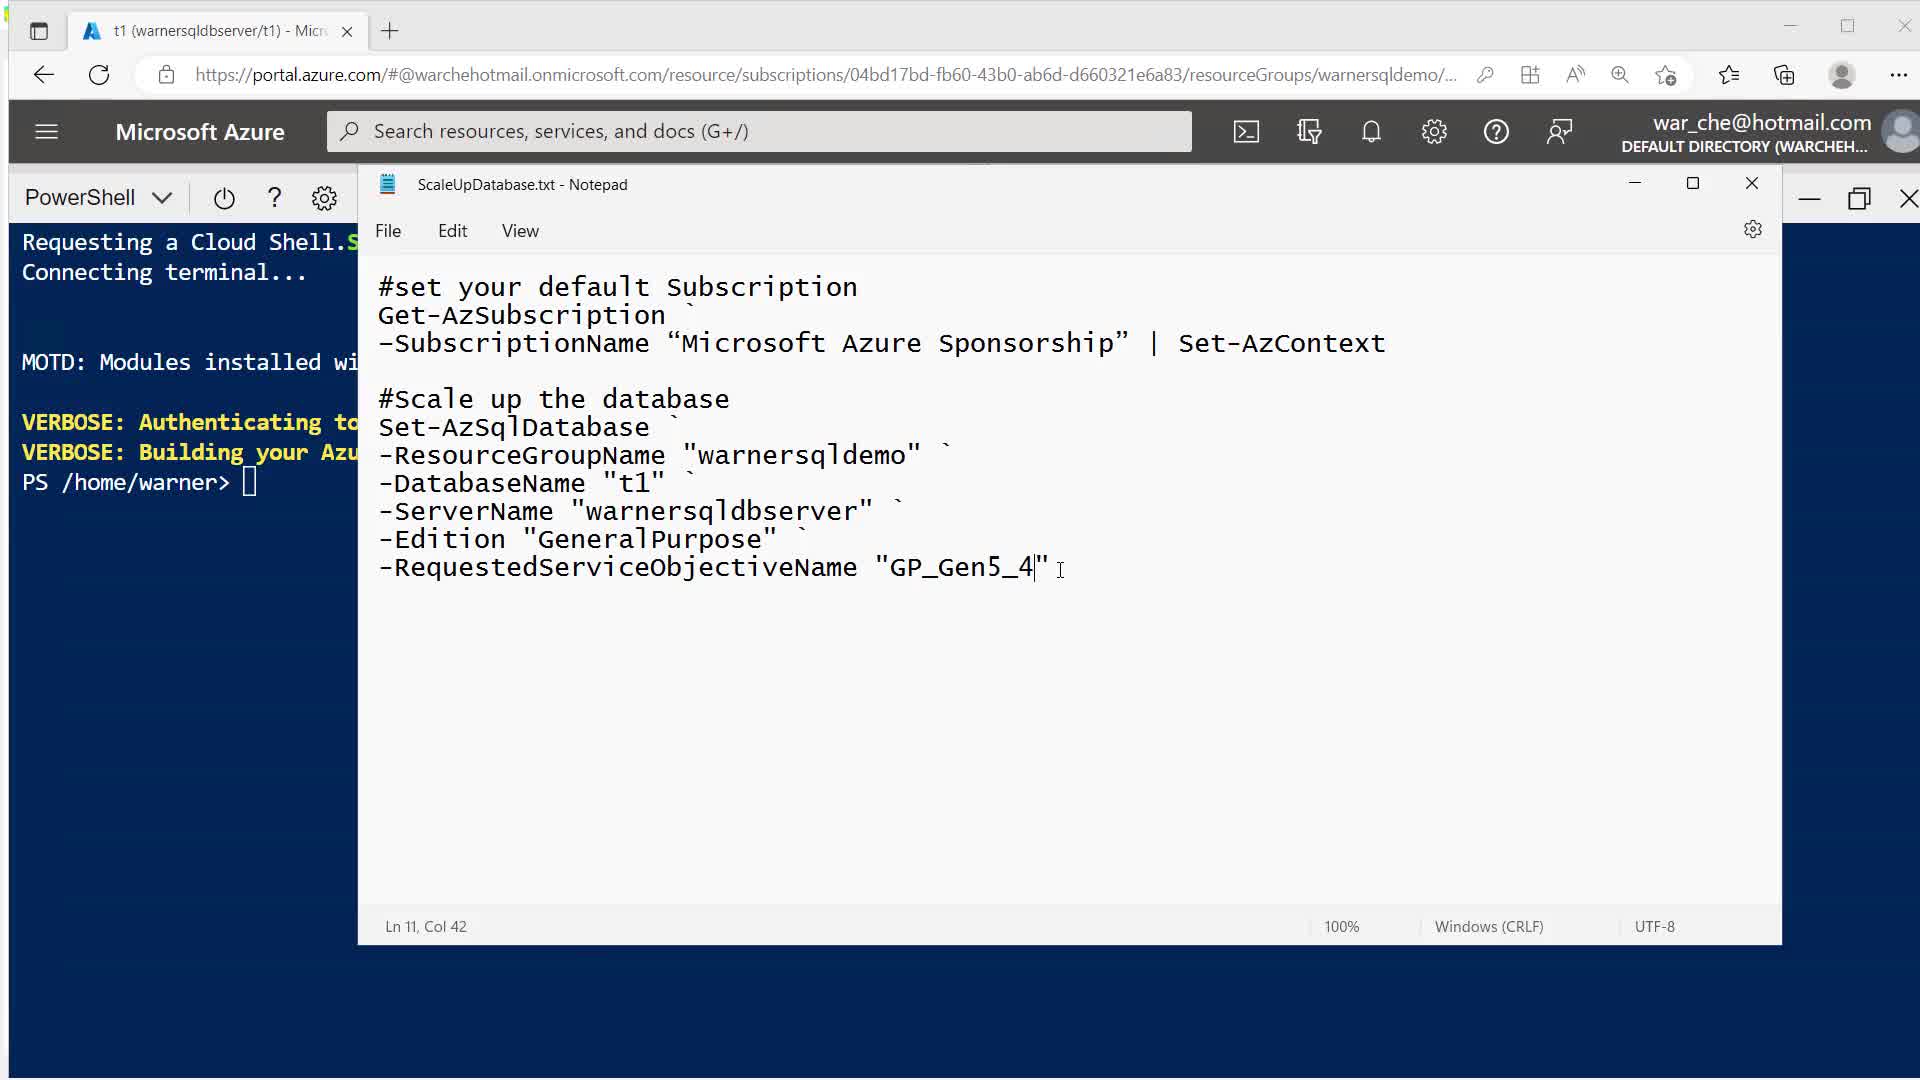 t1 (warnersqldbserver/t1) - Micr
https://portal.azure.com/#@warchehotmail.onmicrosoft.com/resource/subscriptions/04bd17bd-fb60-43b0-ab6d-d660321e6a83/resourceGroups/warnersqldemo/...
Microsoft Azure
Search resources, services, and docs (G+/)
war_che@hotmail.com
DEFAULT DIRECTORY (WARCHEH...
PowerShell
?
ScaleUpDatabase.txt - Notepad
File Edit View
Requesting a Cloud Shell.S
Connecting terminal...
MOTD: Modules installed wi
VERBOSE: Authenticating to
VERBOSE: Building your Azu
PS /home/warner>
#set your default Subscription
Get-AzSubscription `
-SubscriptionName “Microsoft Azure Sponsorship” | Set-AzContext
#Scale up the database
Set-AzSqlDatabase `
-ResourceGroupName "warnersqldemo" `
-DatabaseName "t1" `
-ServerName "warnersqldbserver" `
-Edition "GeneralPurpose" `
-RequestedServiceObjectiveName "GP_Gen5_4"
Ln 11, Col 42
100%
Windows (CRLF)
UTF-8